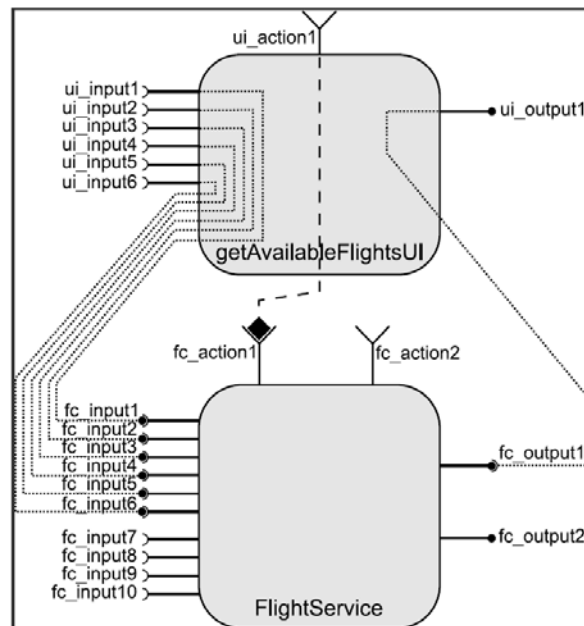 ui_action1
ui_input1
ui_input2
ui_input3
ui_input4
ui_input5
ui_input6
ui_output1
getAvailableFlightsUI
fc_action1
fc_action2
fc_input1
fc_input2
fc_input3
fc_input4
fc_input5
fc_input6
fc_input7
fc_input8
fc_input9
fc_input10
fc_output1
fc_output2
FlightService